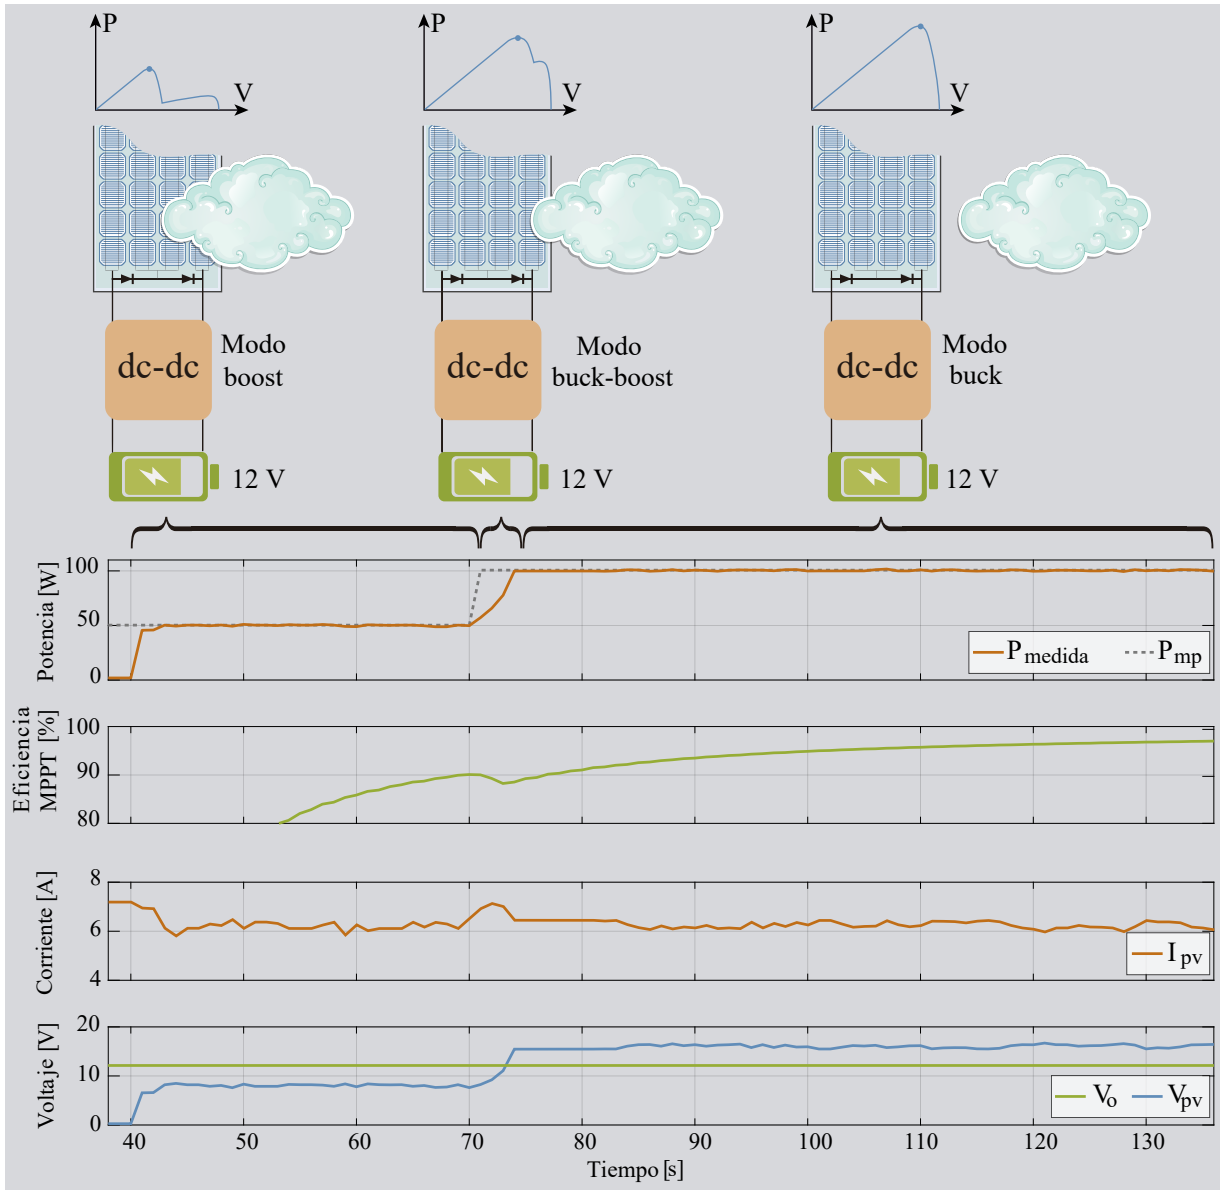 P
V
P
V
P
V
dc-dc
Modo
boost
dc-dc
Modo
buck-boost
dc-dc
Modo
buck
12 V
12 V
12 V
Potencia [W]
100
50
0
P medida
P mp
Eficiencia
MPPT [%]
100
90
80
Corriente [A]
8
6
4
I pv
Voltaje [V]
20
10
0
Vo
Vpv
40
50
60
70
80
90
100
110
120
130
Tiempo [s]